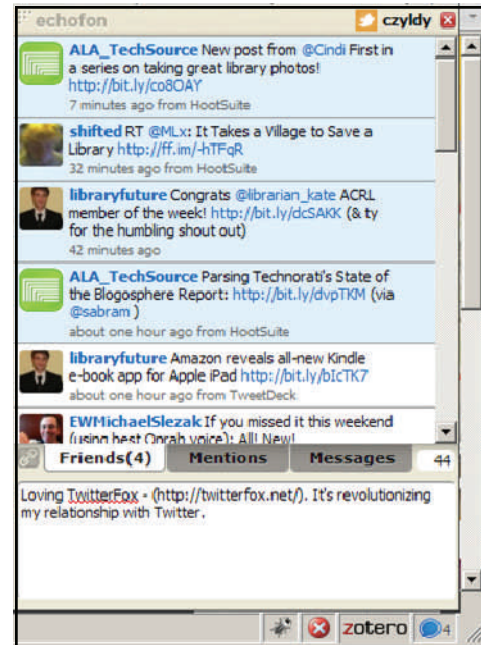 echofon
czyldy
ALA_TechSource New post from @Cindi First in
a series on taking great library photos!
http://bit.ly/co8OAY
7 minutes ago from HootSuite
shifted RT @MLx: It Takes a Village to Save a
Library http://ff.im/-hTFqR
32 minutes ago from HootSuite
libraryfuture Congrats @librarian_kate ACRL
member of the week! http://bit.ly/dcSAKK (& ty
for the humbling shout out)
42 minutes ago
ALA_TechSource Parsing Technorati's State of
the Blogosphere Report: http://bit.ly/dvpTKM (via
@sabram )
about one hour ago from HootSuite
libraryfuture Amazon reveals all-new Kindle
e-book app for Apple iPad http://bit.ly/bIcTK7
about one hour ago from TweetDeck
EWMichaelSlezak If you missed it this weekend
(using best Oprah voice): All! New!
Friends(4) Mentions Messages 44
Loving TwitterFox - (http://twitterfox.net/). It's revolutionizing
my relationship with Twitter.
zotero 4